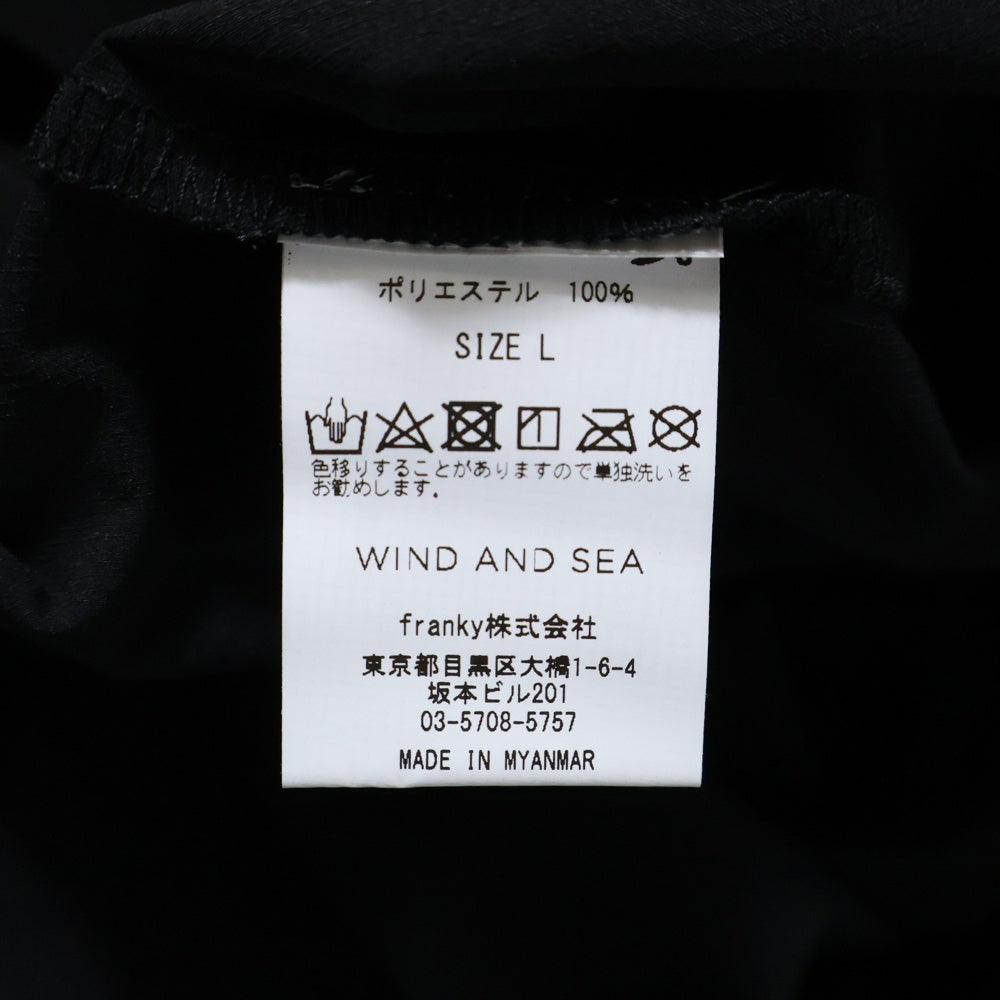 ポリエステル 100%
SIZE L
色移りすることがありますので単独洗いを
お勧めします。
WIND AND SEA
franky株式会社
東京都目黒区大橋1-6-4
坂本ビル201
03-5708-5757
MADE IN MYANMAR